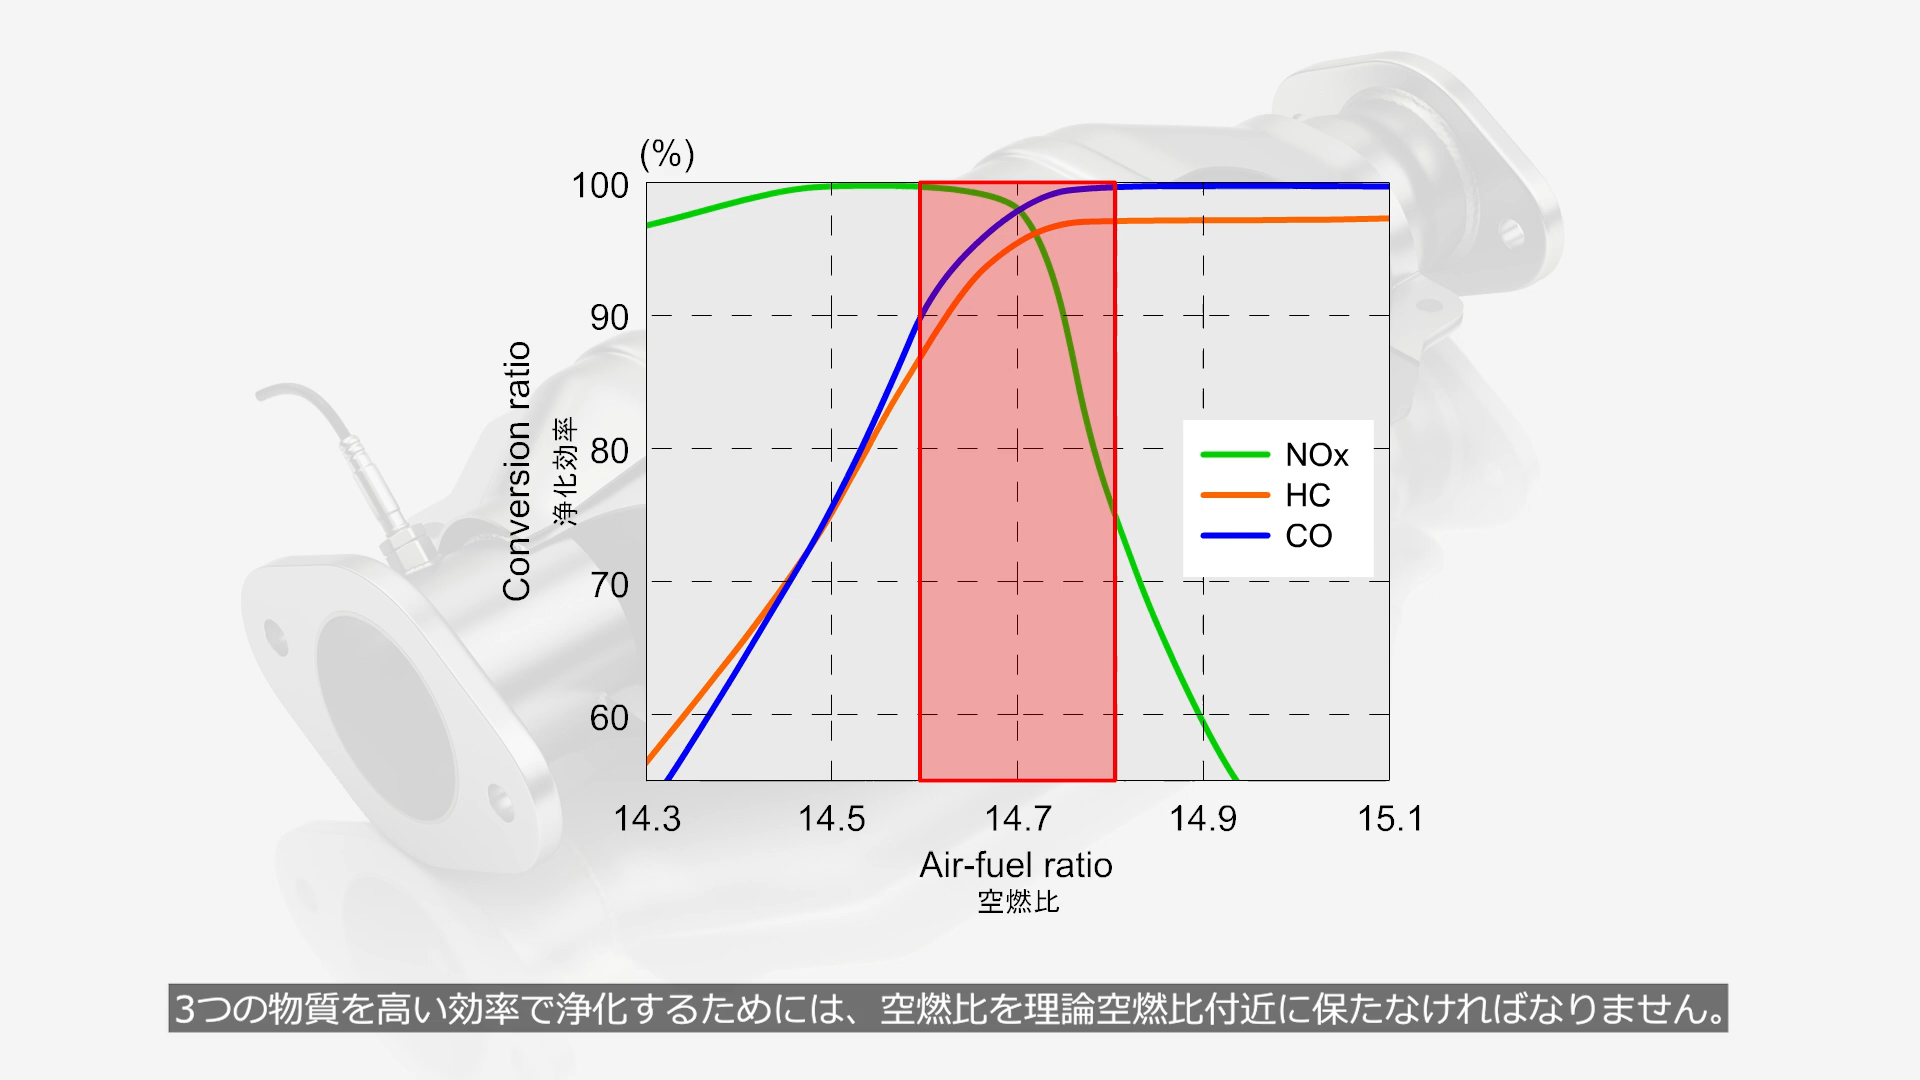 (%)
100
90
80
70
60
Conversion ratio
浄化効率
NOx
HC
CO
14.3 14.5 14.7 14.9 15.1
Air-fuel ratio
空燃比
3つの物質を高い効率で浄化するためには、空燃比を理論空燃比付近に保たなければなりません。